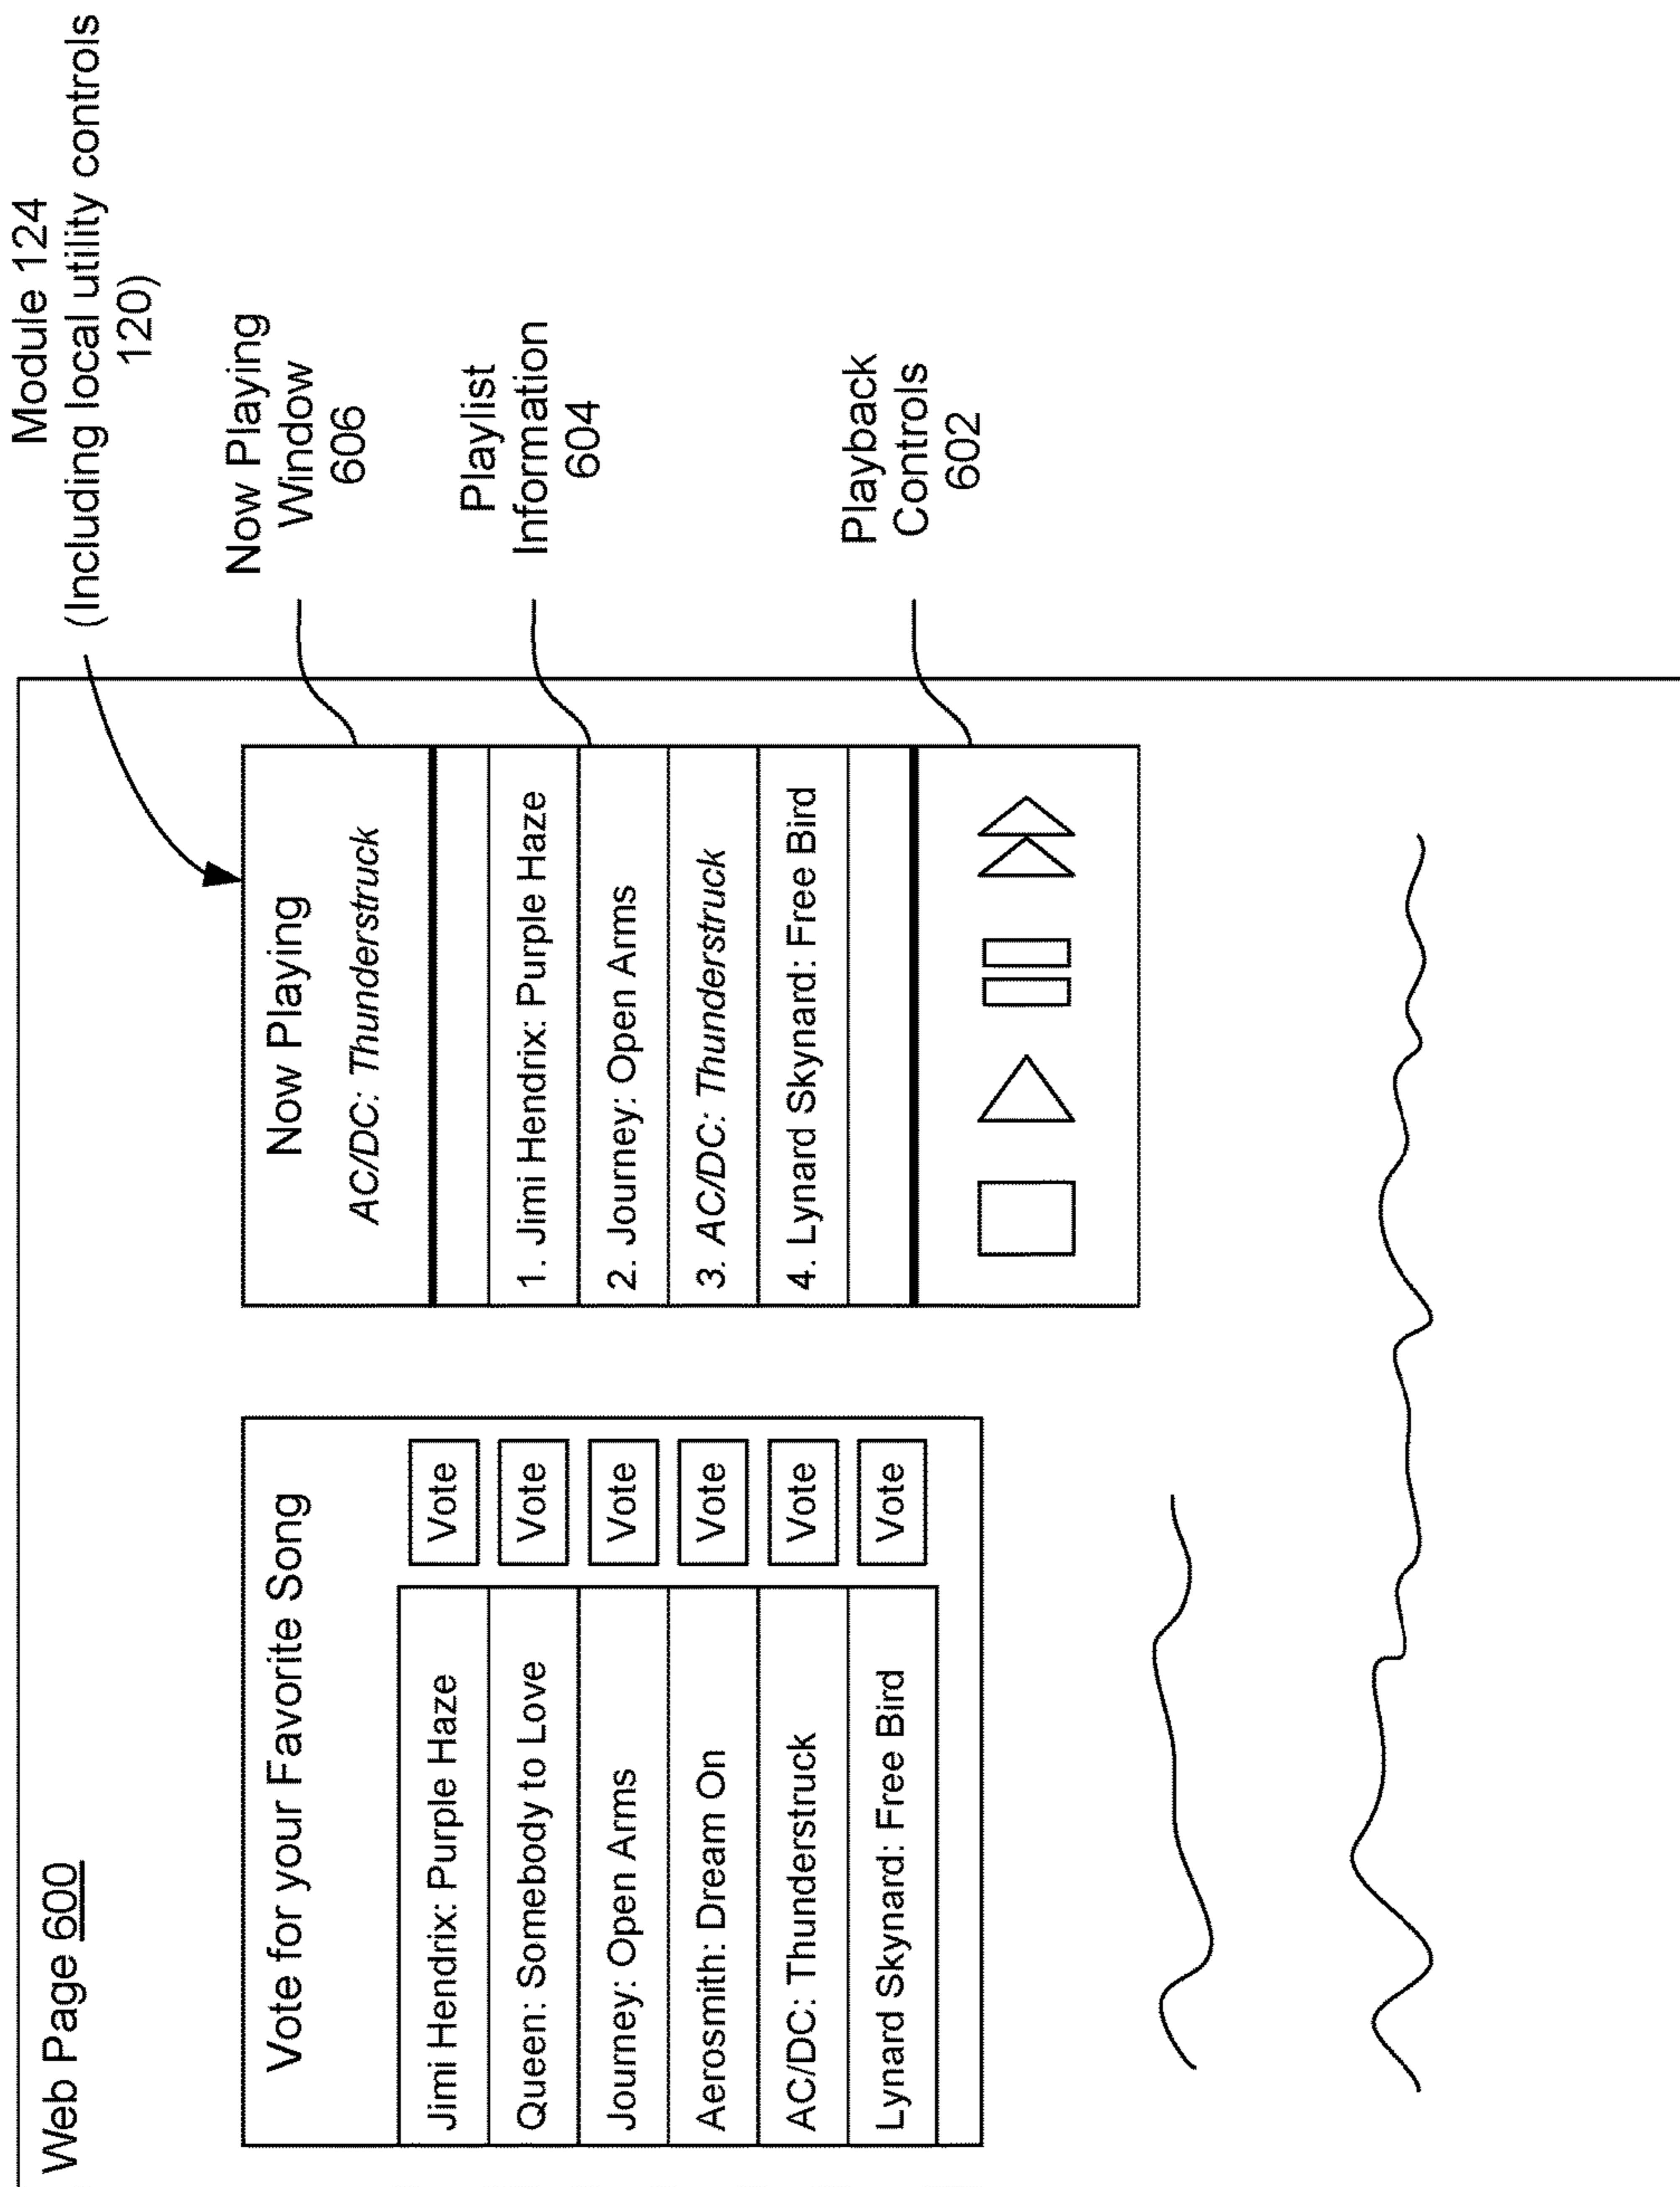 Web Page 600
Module 124
(Including local utility controls
120)
Vote for your Favorite Song
Jimi Hendrix: Purple Haze
Vote
Queen: Somebody to Love
Vote
Journey: Open Arms
Vote
Aerosmith: Dream On
Vote
AC/DC: Thunderstruck
Vote
Lynard Skynard: Free Bird
Vote
Now Playing
AC/DC: Thunderstruck
1. Jimi Hendrix: Purple Haze
2. Journey: Open Arms
3. AC/DC: Thunderstruck
4. Lynard Skynard: Free Bird
Now Playing
Window
606
Playlist
Information
604
Playback
Controls
602